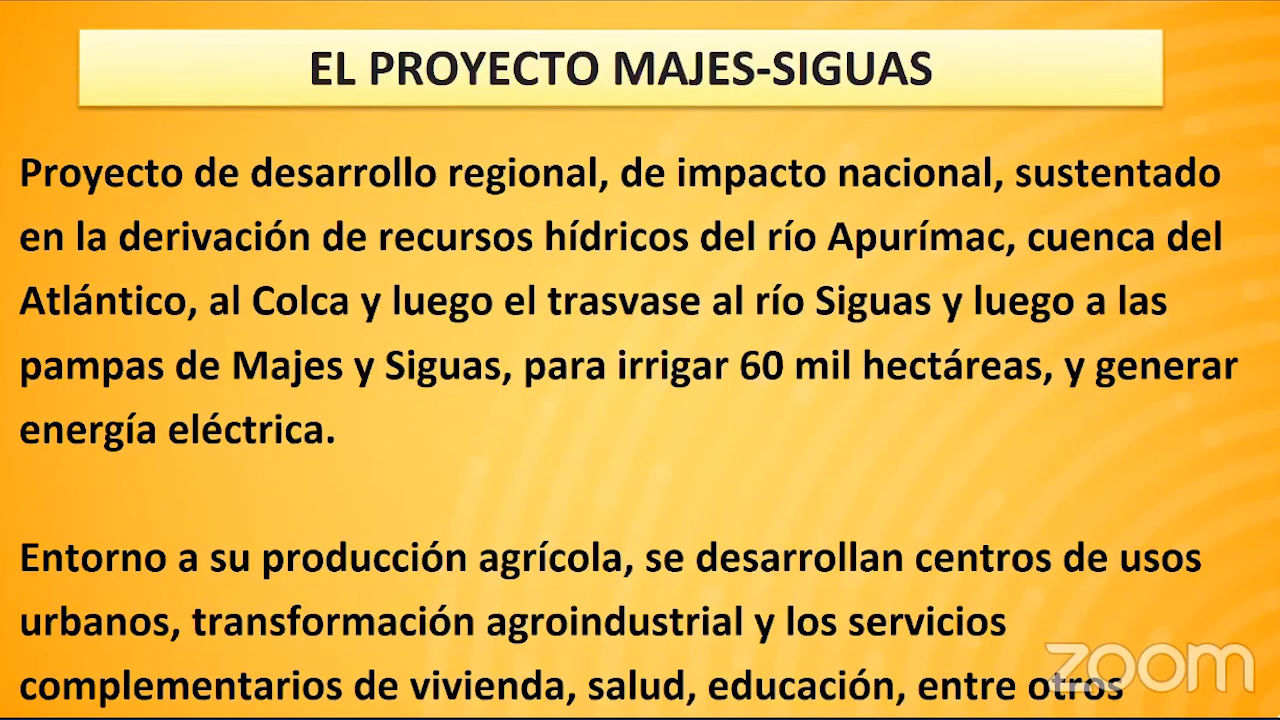 EL PROYECTO MAJES-SIGUAS
Proyecto de desarrollo regional, de impacto nacional, sustentado
en la derivación de recursos hídricos del río Apurímac, cuenca del
Atlántico, al Colca y luego el trasvase al río Siguas y luego a las
pampas de Majes y Siguas, para irrigar 60 mil hectáreas, y generar
energía eléctrica.
Entorno a su producción agrícola, se desarrollan centros de usos
urbanos, transformación agroindustrial y los servicios
complementarios de vivienda, salud, educación, entre otros
zoom